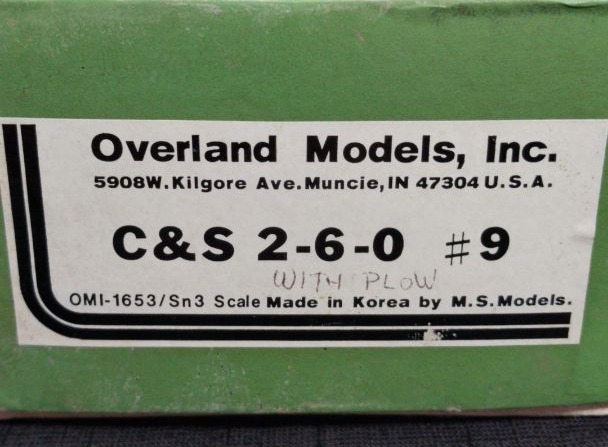 Overland Models, Inc.
5908W.Kilgore Ave.Muncie,IN 47304 U.S.A.
C&S 2-6-0 #9
WITH PLOW
OMI-1653/Sn3 Scale Made in Korea by M.S.Models.